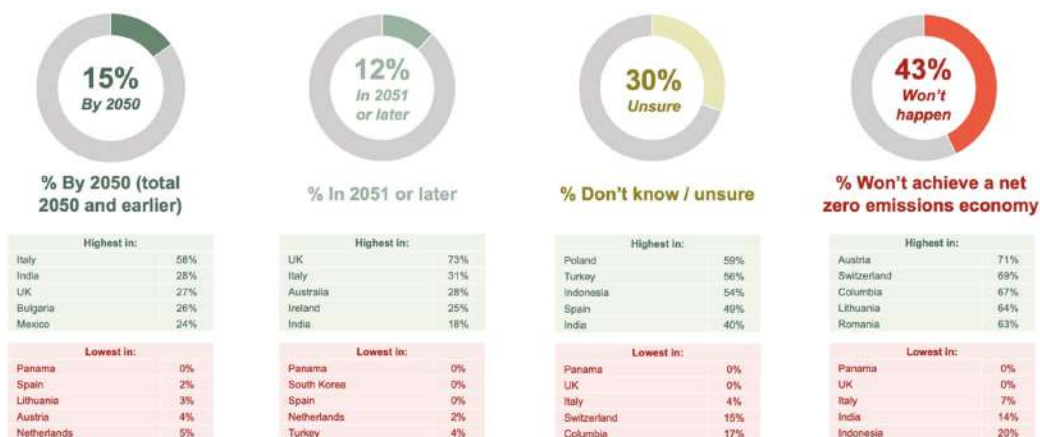 15%
By 2050
% By 2050 (total
2050 and earlier)
Highest in:
Italy 58%
India 28%
UK 27%
Bulgaria 26%
Mexico 24%
Lowest in:
Panama 0%
Spain 2%
Lithuania 3%
Austria 4%
Netherlands 5%
12%
In 2051
or later
% In 2051 or later
Highest in:
UK 73%
Italy 31%
Australia 28%
Ireland 25%
India 18%
Lowest in:
Panama 0%
South Korea 0%
Spain 0%
Netherlands 2%
Turkey 4%
30%
Unsure
% Don't know / unsure
Highest in:
Poland 59%
Turkey 56%
Indonesia 54%
Spain 49%
India 40%
Lowest in:
Panama 0%
UK 0%
Italy 4%
Switzerland 15%
Columbia 17%
43%
Won't
happen
% Won't achieve a net
zero emissions economy
Highest in:
Austria 71%
Switzerland 69%
Columbia 67%
Lithuania 64%
Romania 63%
Lowest in:
Panama 0%
UK 0%
Italy 7%
India 14%
Indonesia 20%